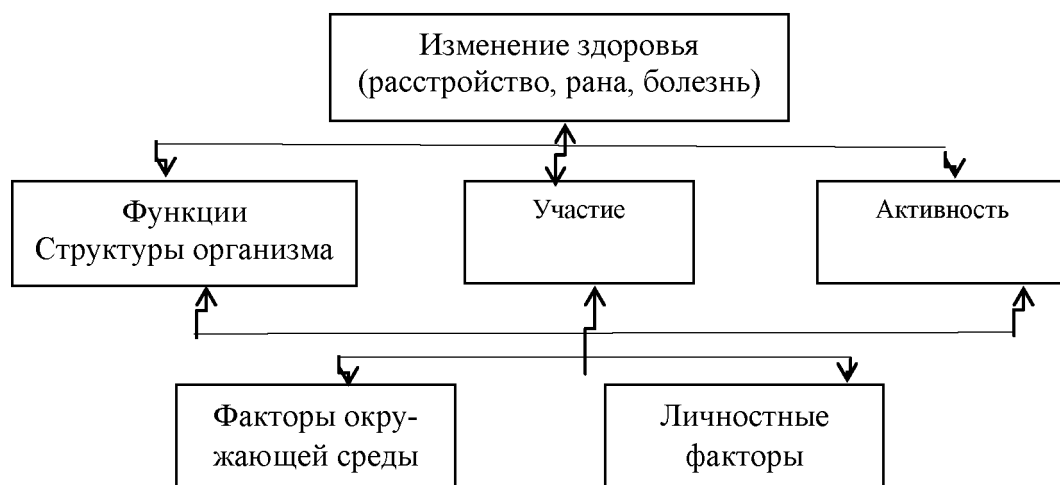 Изменение здоровья
(расстройство, рана, болезнь)
Функции
Структуры организма
Участие
Активность
Факторы окру-
жающей среды
Личностные
факторы